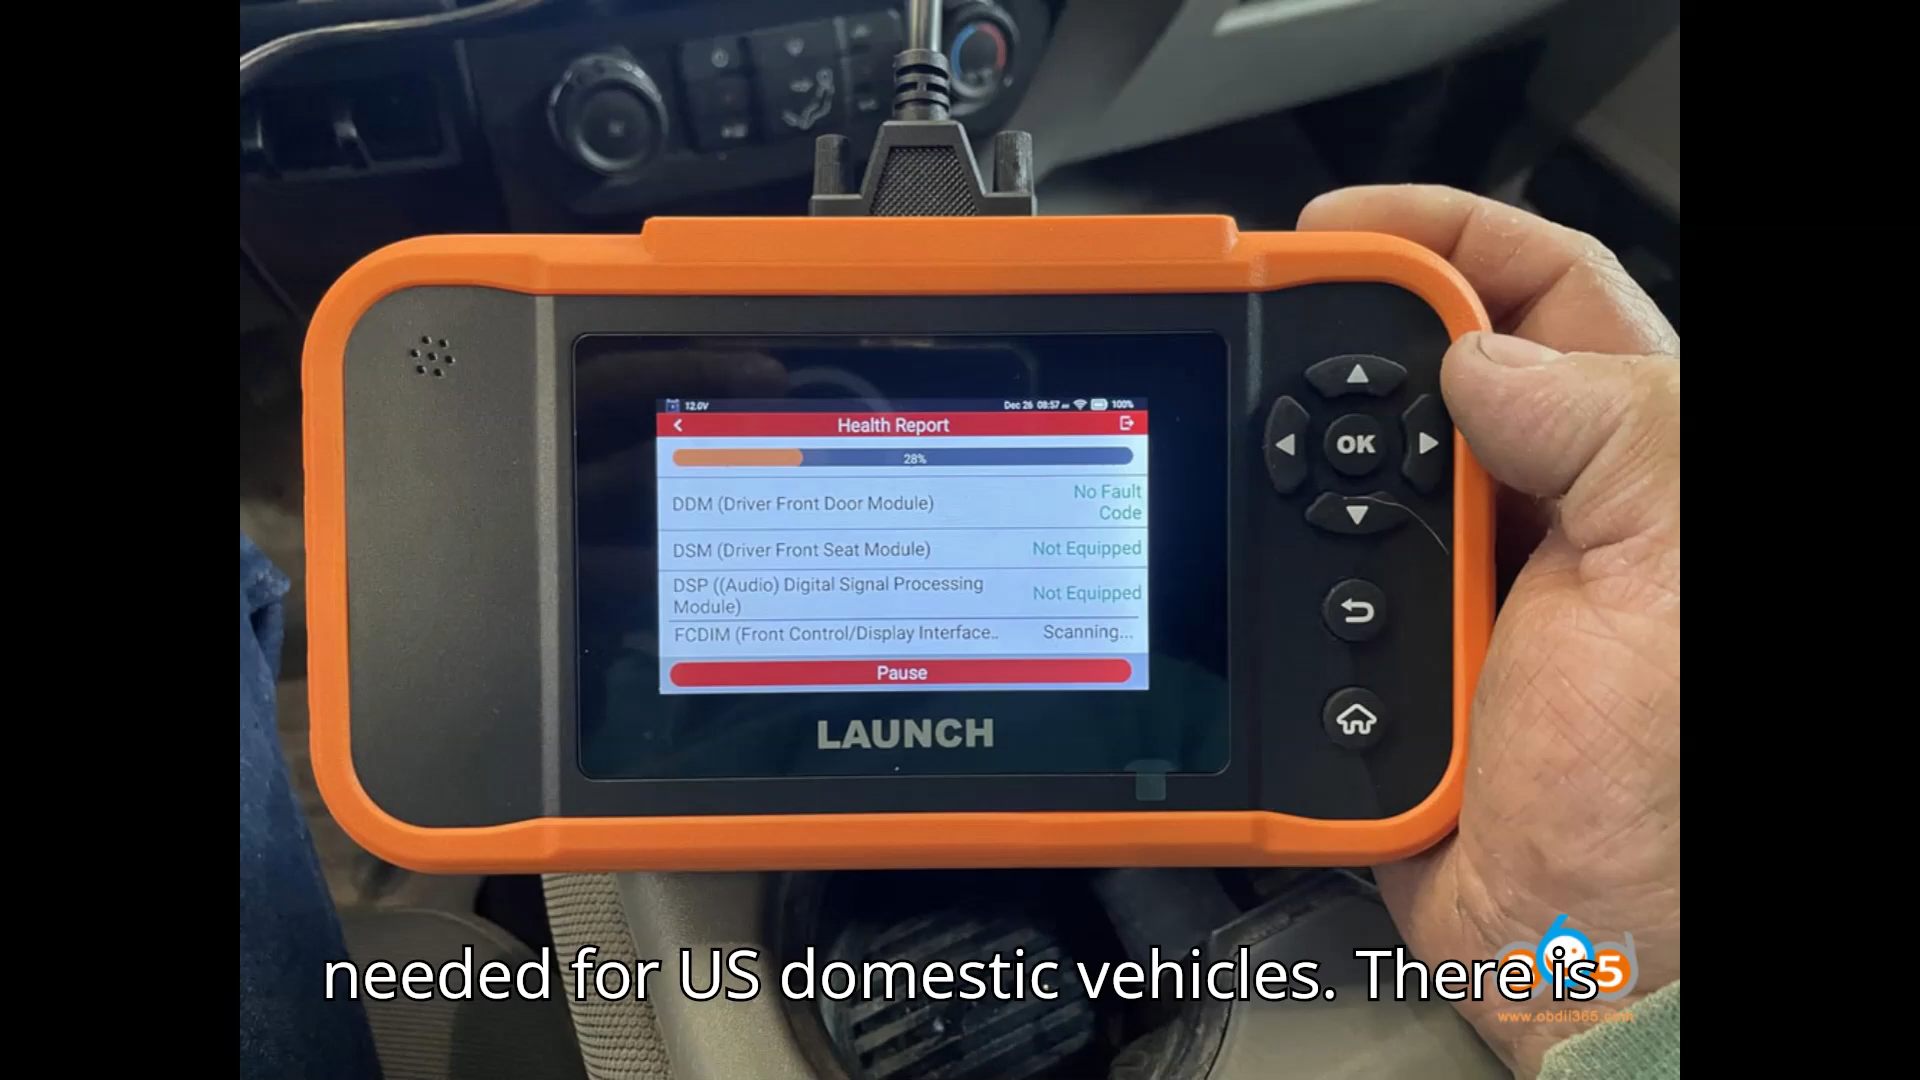 12.0V
Dec 26 08:57 AM 100%
Health Report
28%
DDM (Driver Front Door Module)
No Fault
Code
DSM (Driver Front Seat Module)
Not Equipped
DSP ((Audio) Digital Signal Processing
Module)
Not Equipped
FCDIM (Front Control/Display Interface..
Scanning...
Pause
LAUNCH
OK
needed for US domestic vehicles. There is
www.obdii365.com